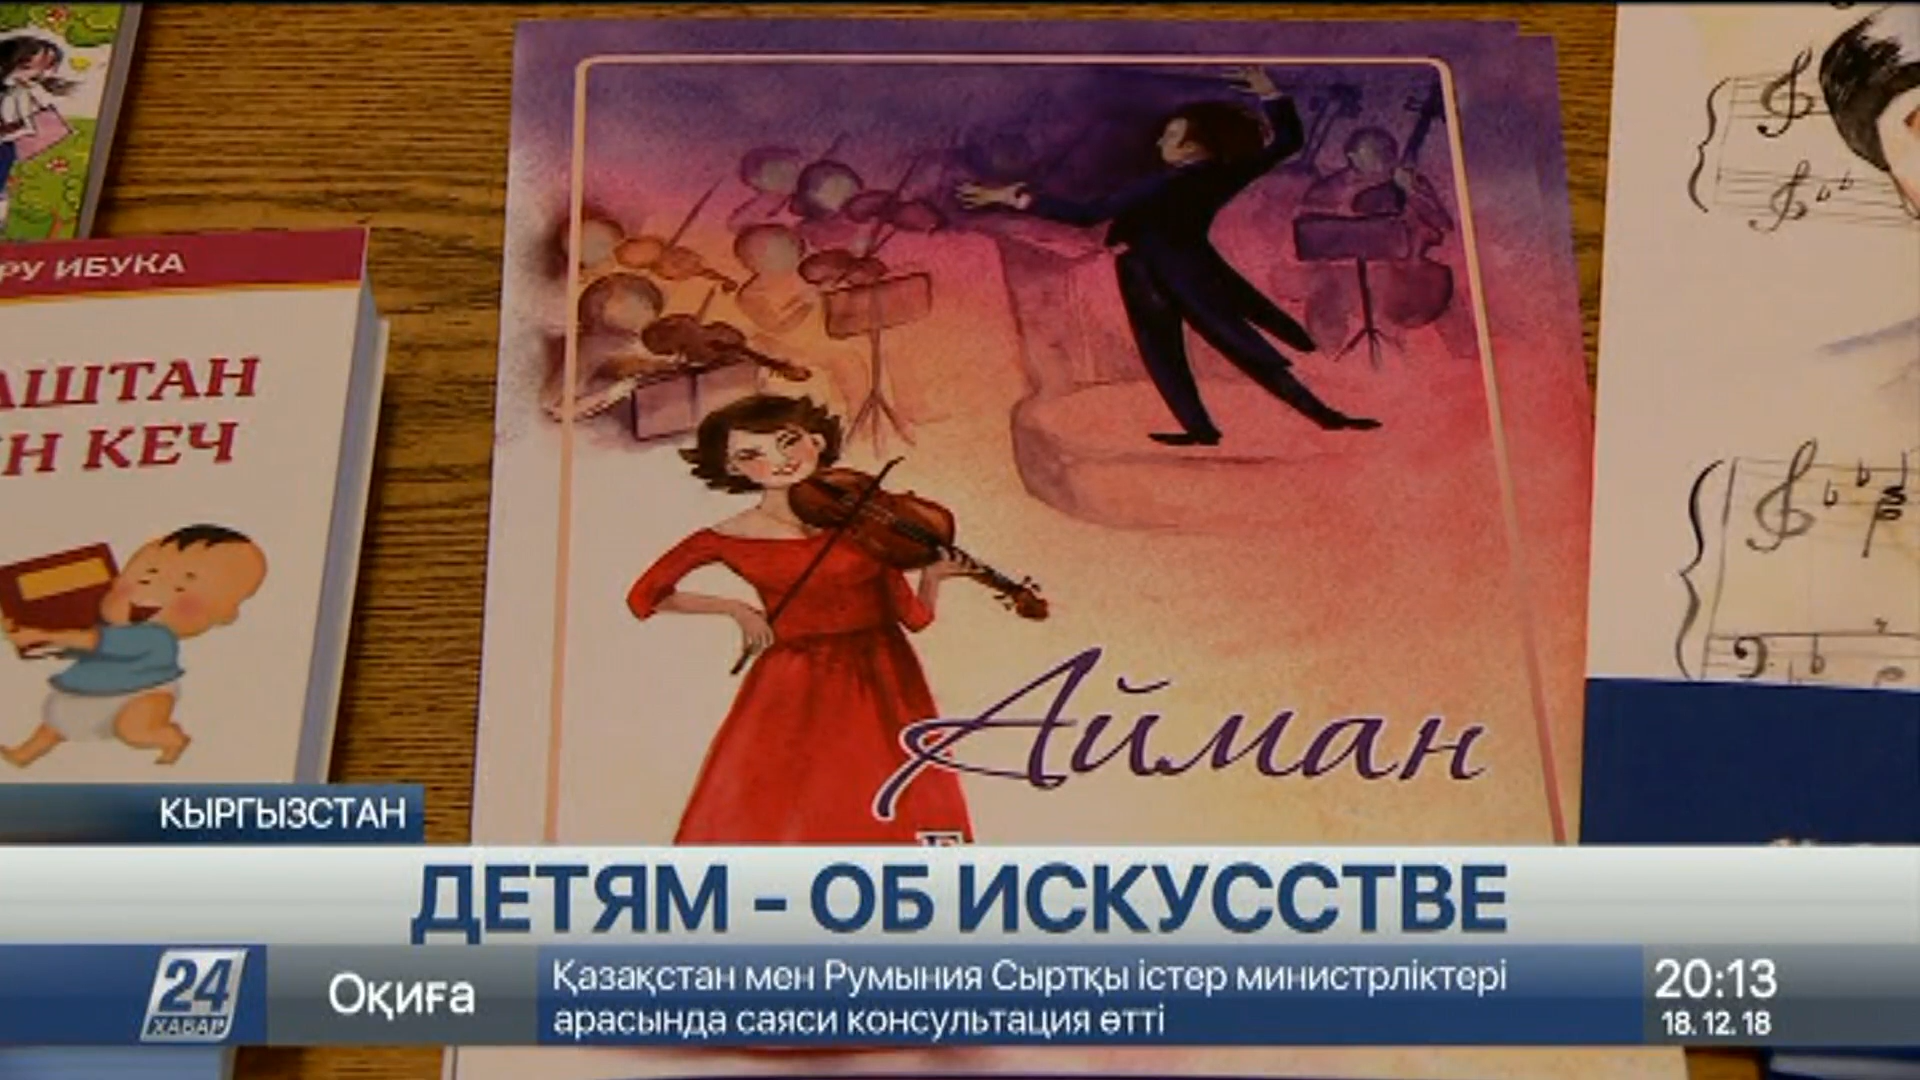 РУ ИБУКА
АШТАН
Н КЕЧ
Айман
КЫРГЫЗСТАН
ДЕТЯМ - ОБ ИСКУССТВЕ
24
ХАБАР
Оқиға
Қазақстан мен Румыния Сыртқы істер министрліктері
арасында саяси консультация өтті
20:13
18.12.18